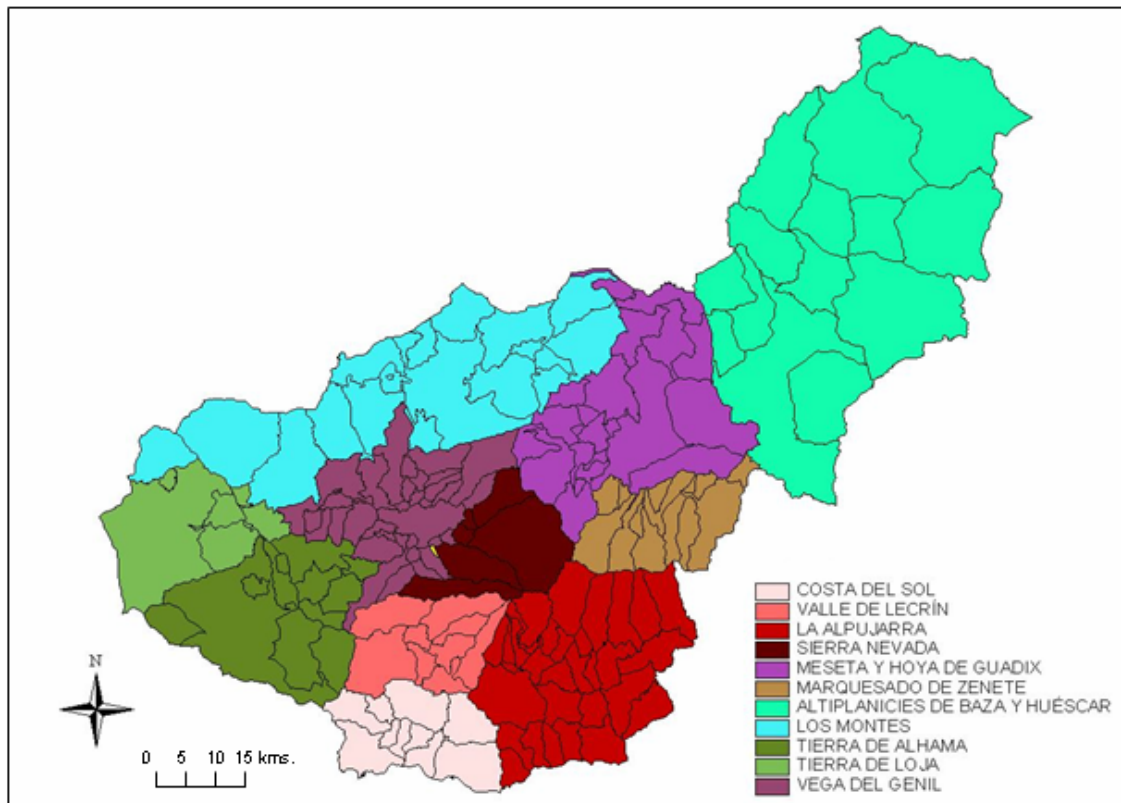 COSTA DEL SOL
VALLE DE LECRÍN
LA ALPUJARRA
SIERRA NEVADA
MESETA Y HOYA DE GUADIX
MARQUESADO DE ZENETE
ALTIPLANICIES DE BAZA Y HUÉSCAR
LOS MONTES
TIERRA DE ALHAMA
TIERRA DE LOJA
VEGA DEL GENIL
N
0 5 10 15 kms.